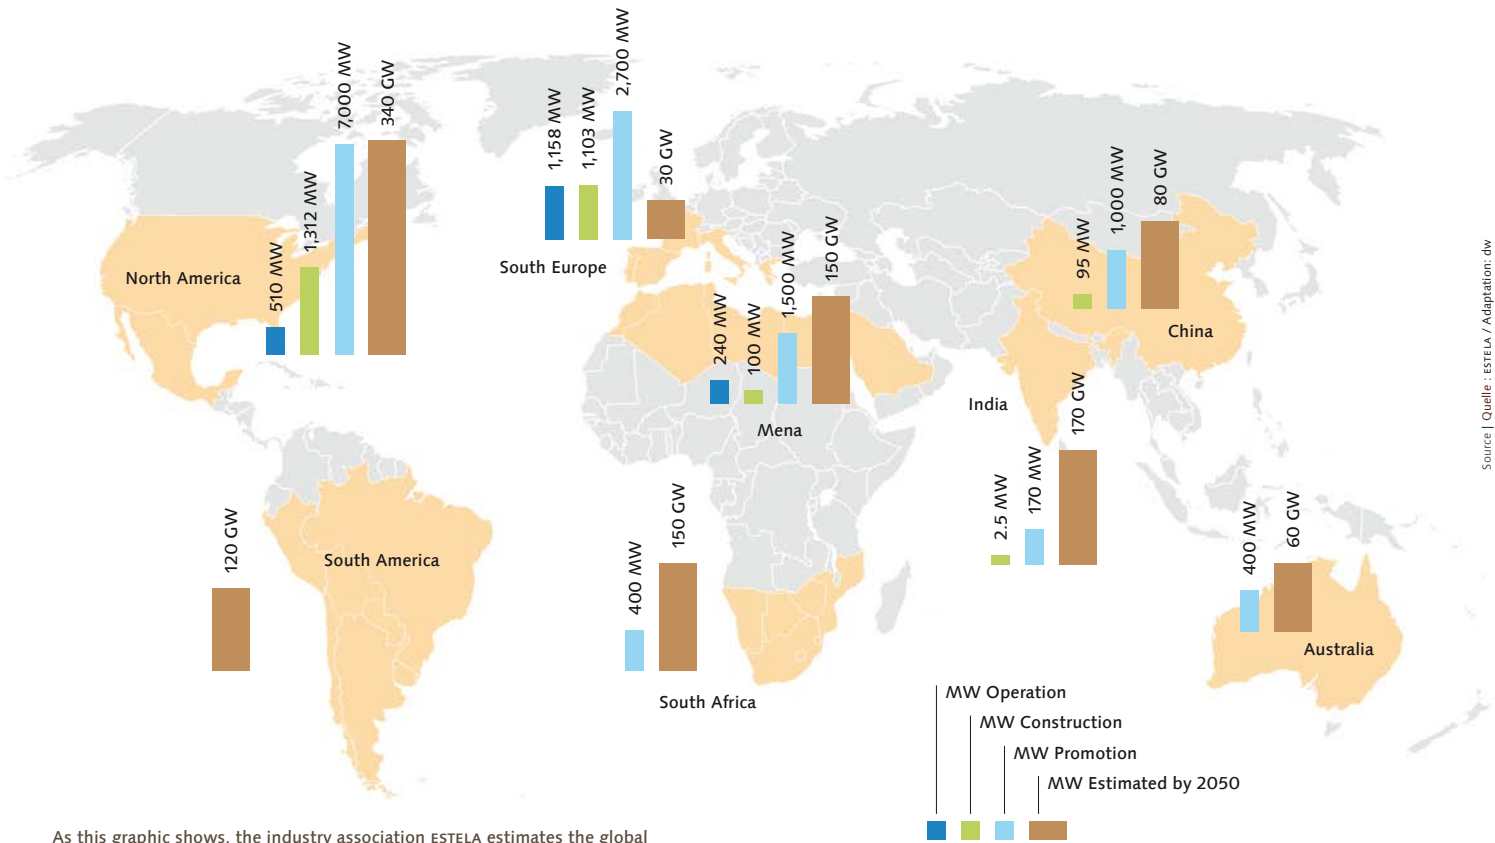 7,000 MW
340 GW
1,312 MW
510 MW
North America
2,700 MW
1,158 MW
1,103 MW
30 GW
South Europe
150 GW
1,500 MW
240 MW
100 MW
Mena
95 MW
1,000 MW
80 GW
China
India
170 GW
170 MW
2.5 MW
120 GW
South America
400 MW
150 GW
South Africa
400 MW
60 GW
Australia
MW Operation
MW Construction
MW Promotion
MW Estimated by 2050
Source | Quelle : ESTELA / Adaptation: dw
As this graphic shows, the industry association ESTELA estimates the global